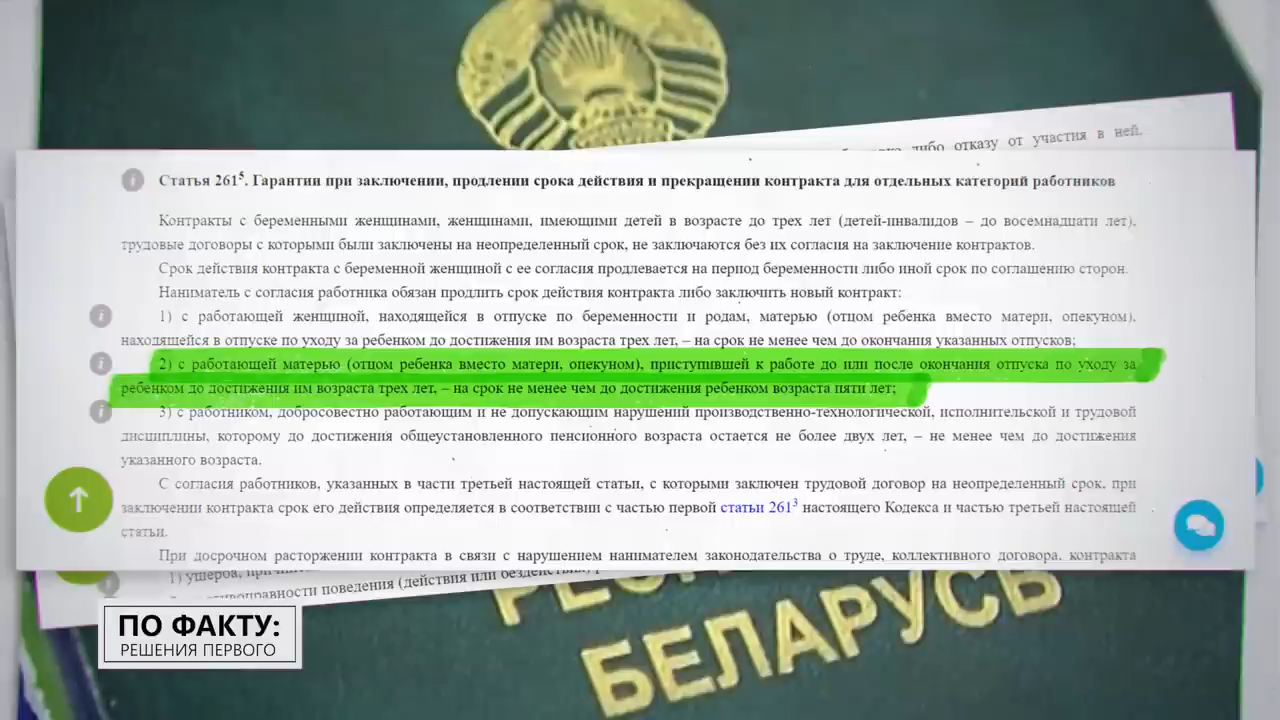 либо отказу от участия в ней.
Статья 261⁵. Гарантии при заключении, продлении срока действия и прекращении контракта для отдельных категорий работников
Контракты с беременными женщинами, женщинами, имеющими детей в возрасте до трех лет (детей-инвалидов – до восемнадцати лет),
трудовые договоры с которыми были заключены на неопределенный срок, не заключаются без их согласия на заключение контрактов.
Срок действия контракта с беременной женщиной с ее согласия продлевается на период беременности либо иной срок по соглашению сторон.
Наниматель с согласия работника обязан продлить срок действия контракта либо заключить новый контракт:
1) с работающей женщиной, находящейся в отпуске по беременности и родам, матерью (отцом ребенка вместо матери, опекуном),
находящейся в отпуске по уходу за ребенком до достижения им возраста трех лет, – на срок не менее чем до окончания указанных отпусков;
2) с работающей матерью (отцом ребенка вместо матери, опекуном), приступившей к работе до или после окончания отпуска по уходу за
ребенком до достижения им возраста трех лет, – на срок не менее чем до достижения ребенком возраста пяти лет;
3) с работником, добросовестно работающим и не допускающим нарушений производственно-технологической, исполнительской и трудовой
дисциплины, которому до достижения общеустановленного пенсионного возраста остается не более двух лет, – не менее чем до достижения
указанного возраста.
С согласия работников, указанных в части третьей настоящей статьи, с которыми заключен трудовой договор на неопределенный срок, при
заключении контракта срок его действия определяется в соответствии с частью первой статьи 261³ настоящего Кодекса и частью третьей настоящей
статьи.
При досрочном расторжении контракта в связи с нарушением нанимателем законодательства о труде, коллективного договора, контракта
1) ущерба,
поведения (действия или бездействия)
БЕЛАРУСЬ
ПО ФАКТУ:
РЕШЕНИЯ ПЕРВОГО